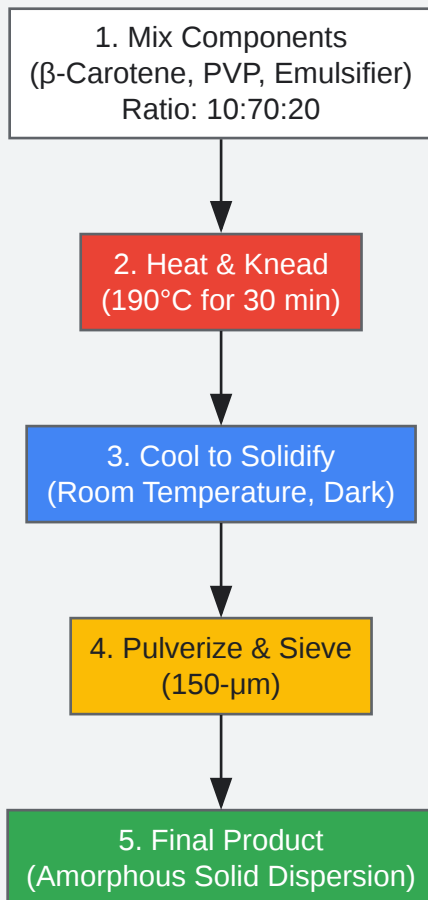 1. Mix Components
(β-Carotene, PVP, Emulsifier)
Ratio: 10:70:20
2. Heat & Knead
(190°C for 30 min)
3. Cool to Solidify
(Room Temperature, Dark)
4. Pulverize & Sieve
(150-μm)
5. Final Product
(Amorphous Solid Dispersion)